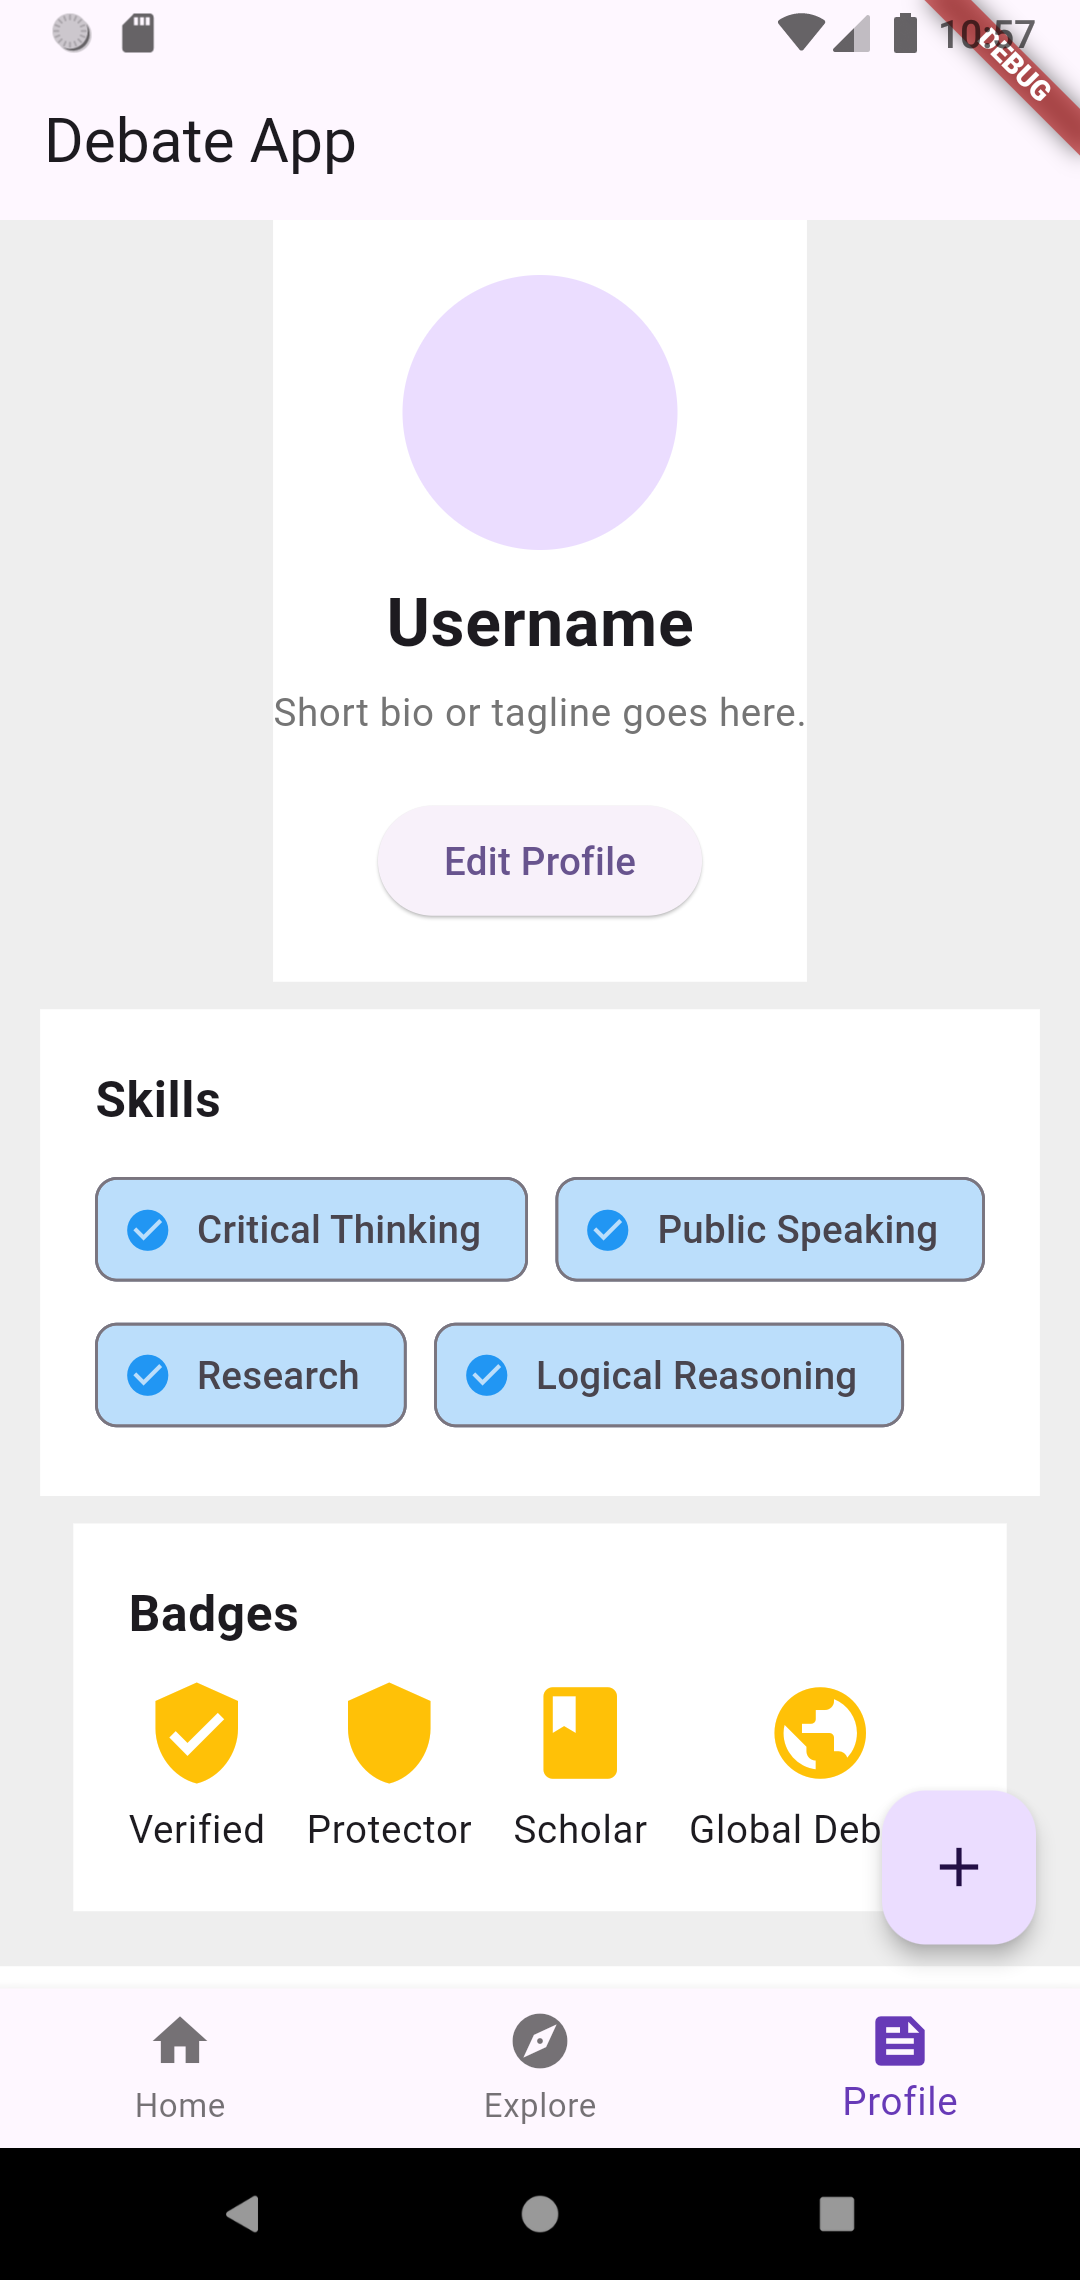 10:57
DEBUG
Debate App
Username
Short bio or tagline goes here.
Edit Profile
Skills
Critical Thinking Public Speaking
Research Logical Reasoning
Badges
Verified Protector Scholar Global Deb
Home Explore Profile